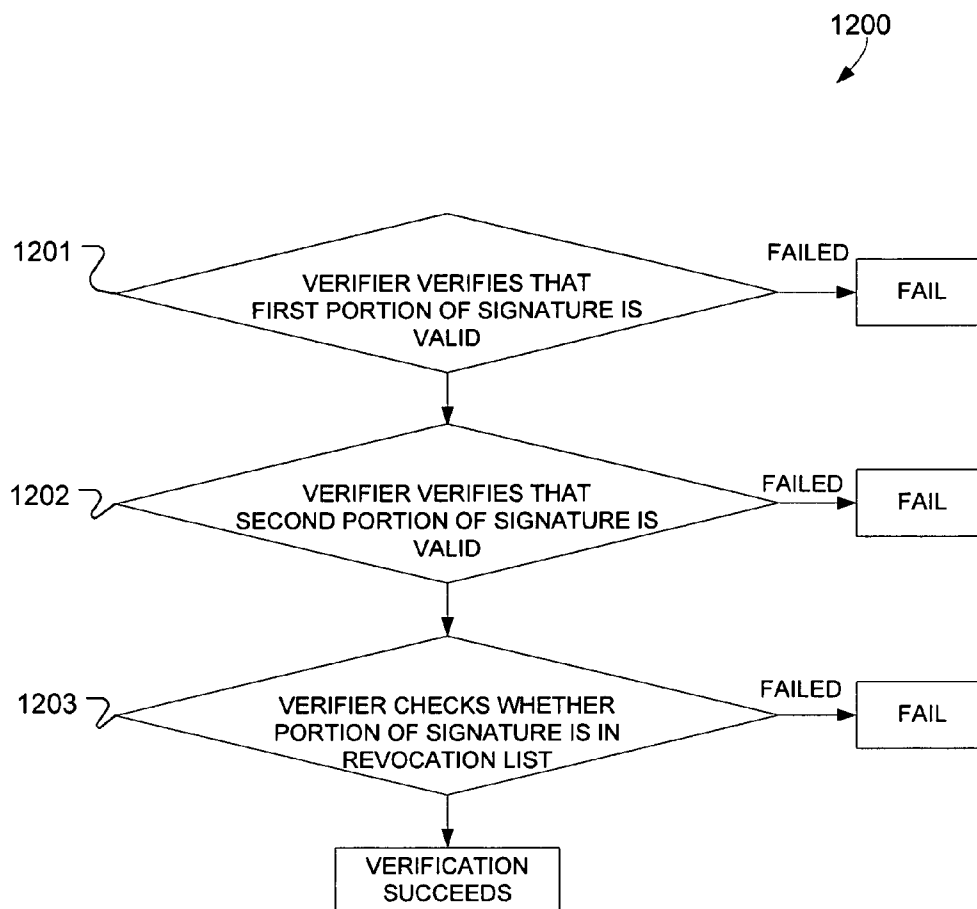 1200
1201
VERIFIER VERIFIES THAT
FIRST PORTION OF SIGNATURE IS
VALID
FAILED
FAIL
1202
VERIFIER VERIFIES THAT
SECOND PORTION OF SIGNATURE IS
VALID
FAILED
FAIL
1203
VERIFIER CHECKS WHETHER
PORTION OF SIGNATURE IS IN
REVOCATION LIST
FAILED
FAIL
VERIFICATION
SUCCEEDS